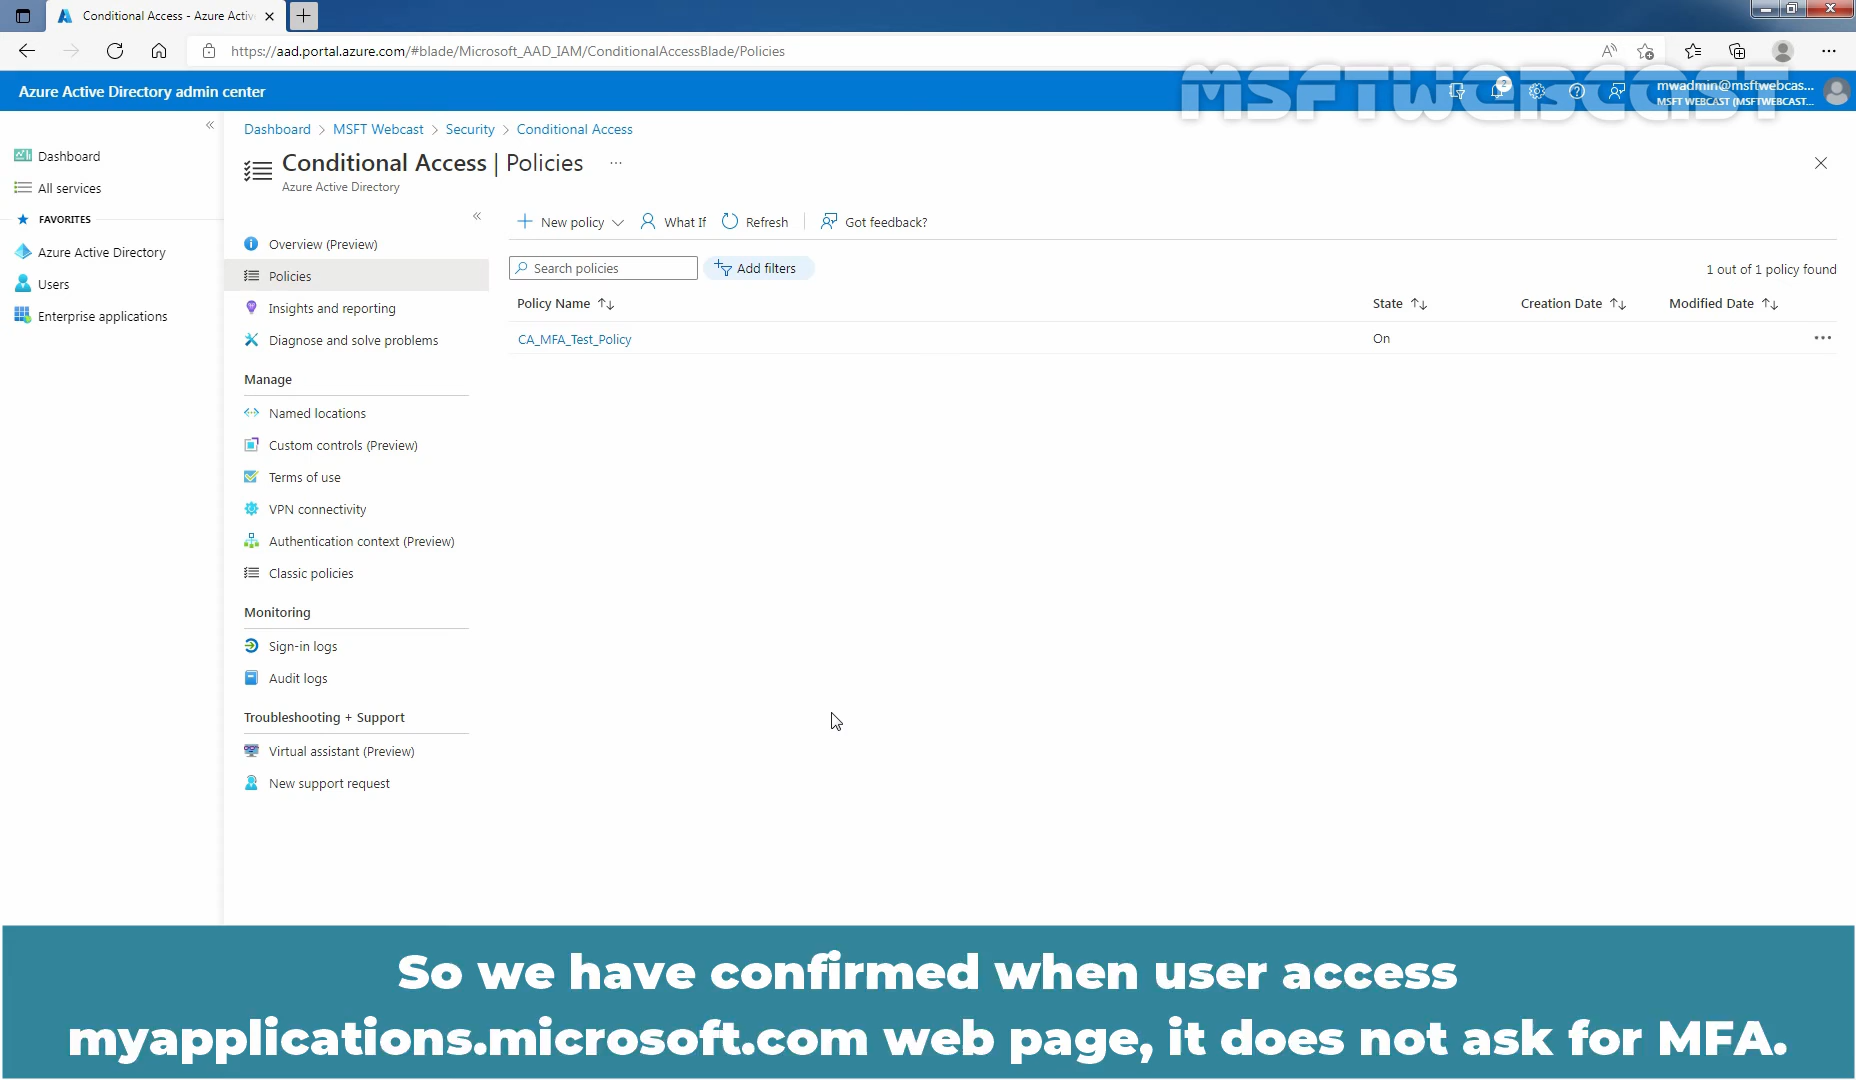 Conditional Access - Azure Activ
https://aad.portal.azure.com/#blade/Microsoft_AAD_IAM/ConditionalAccessBlade/Policies
Azure Active Directory admin center
MSFTWEBCAST
2
mwadmin@msftwebcas...
MSFT WEBCAST (MSFTWEBCAST....
Dashboard
All services
FAVORITES
Azure Active Directory
Users
Enterprise applications
Dashboard > MSFT Webcast > Security > Conditional Access
Conditional Access | Policies ...
Azure Active Directory
Overview (Preview)
Policies
Insights and reporting
Diagnose and solve problems
Manage
Named locations
Custom controls (Preview)
Terms of use
VPN connectivity
Authentication context (Preview)
Classic policies
Monitoring
Sign-in logs
Audit logs
Troubleshooting + Support
Virtual assistant (Preview)
New support request
New policy What If Refresh Got feedback?
Search policies Add filters 1 out of 1 policy found
Policy Name State Creation Date Modified Date
CA_MFA_Test_Policy On ...
So we have confirmed when user access
myapplications.microsoft.com web page, it does not ask for MFA.